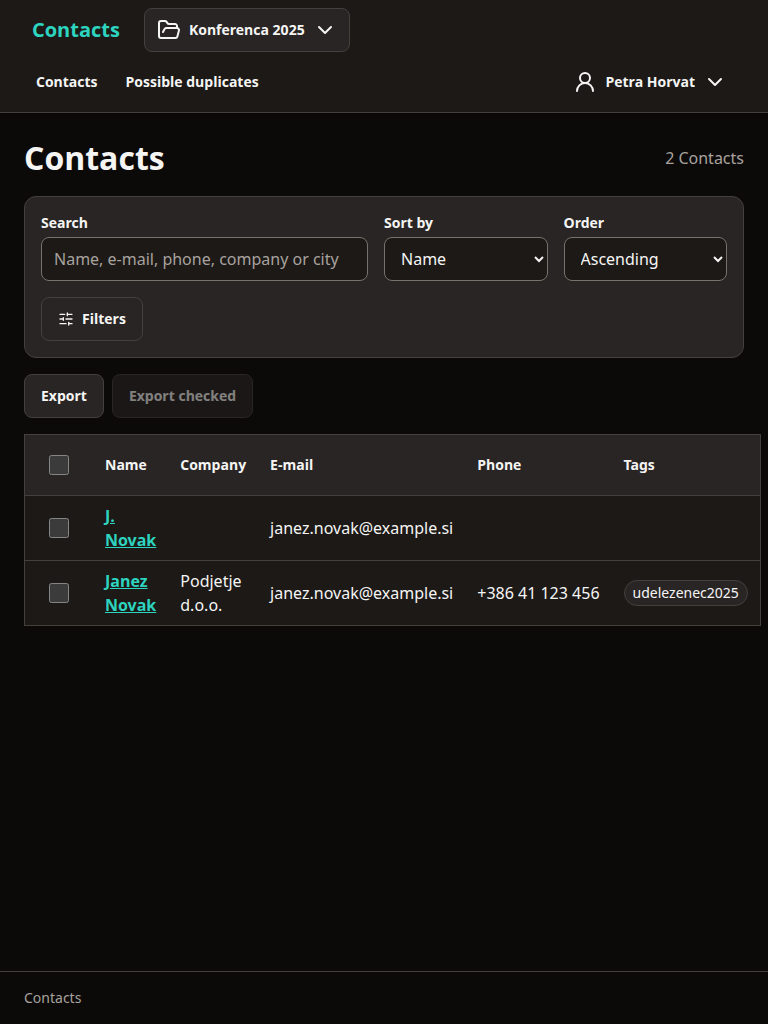 Contacts
Konferenca 2025
Contacts
Possible duplicates
Petra Horvat
Contacts
2 Contacts
Search
Sort by
Order
Name, e-mail, phone, company or city
Name
Ascending
Filters
Export
Export checked
Name
Company
E-mail
Phone
Tags
J.
Novak
janez.novak@example.si
Janez
Novak
Podjetje
d.o.o.
janez.novak@example.si
+386 41 123 456
udelezenec2025
Contacts